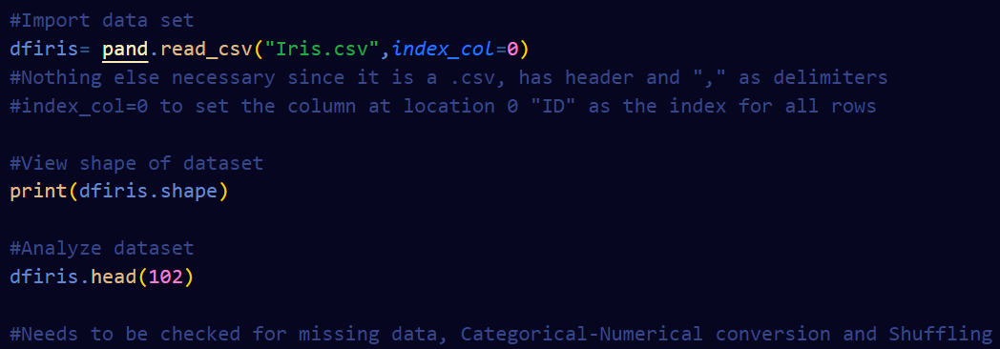 #Import data set
dfiris= pand.read_csv("Iris.csv",index_col=0)
#Nothing else necessary since it is a .csv, has header and "," as delimiters
#index_col=0 to set the column at location 0 "ID" as the index for all rows
#View shape of dataset
print(dfiris.shape)
#Analyze dataset
dfiris.head(102)
#Needs to be checked for missing data, Categorical-Numerical conversion and Shuffling